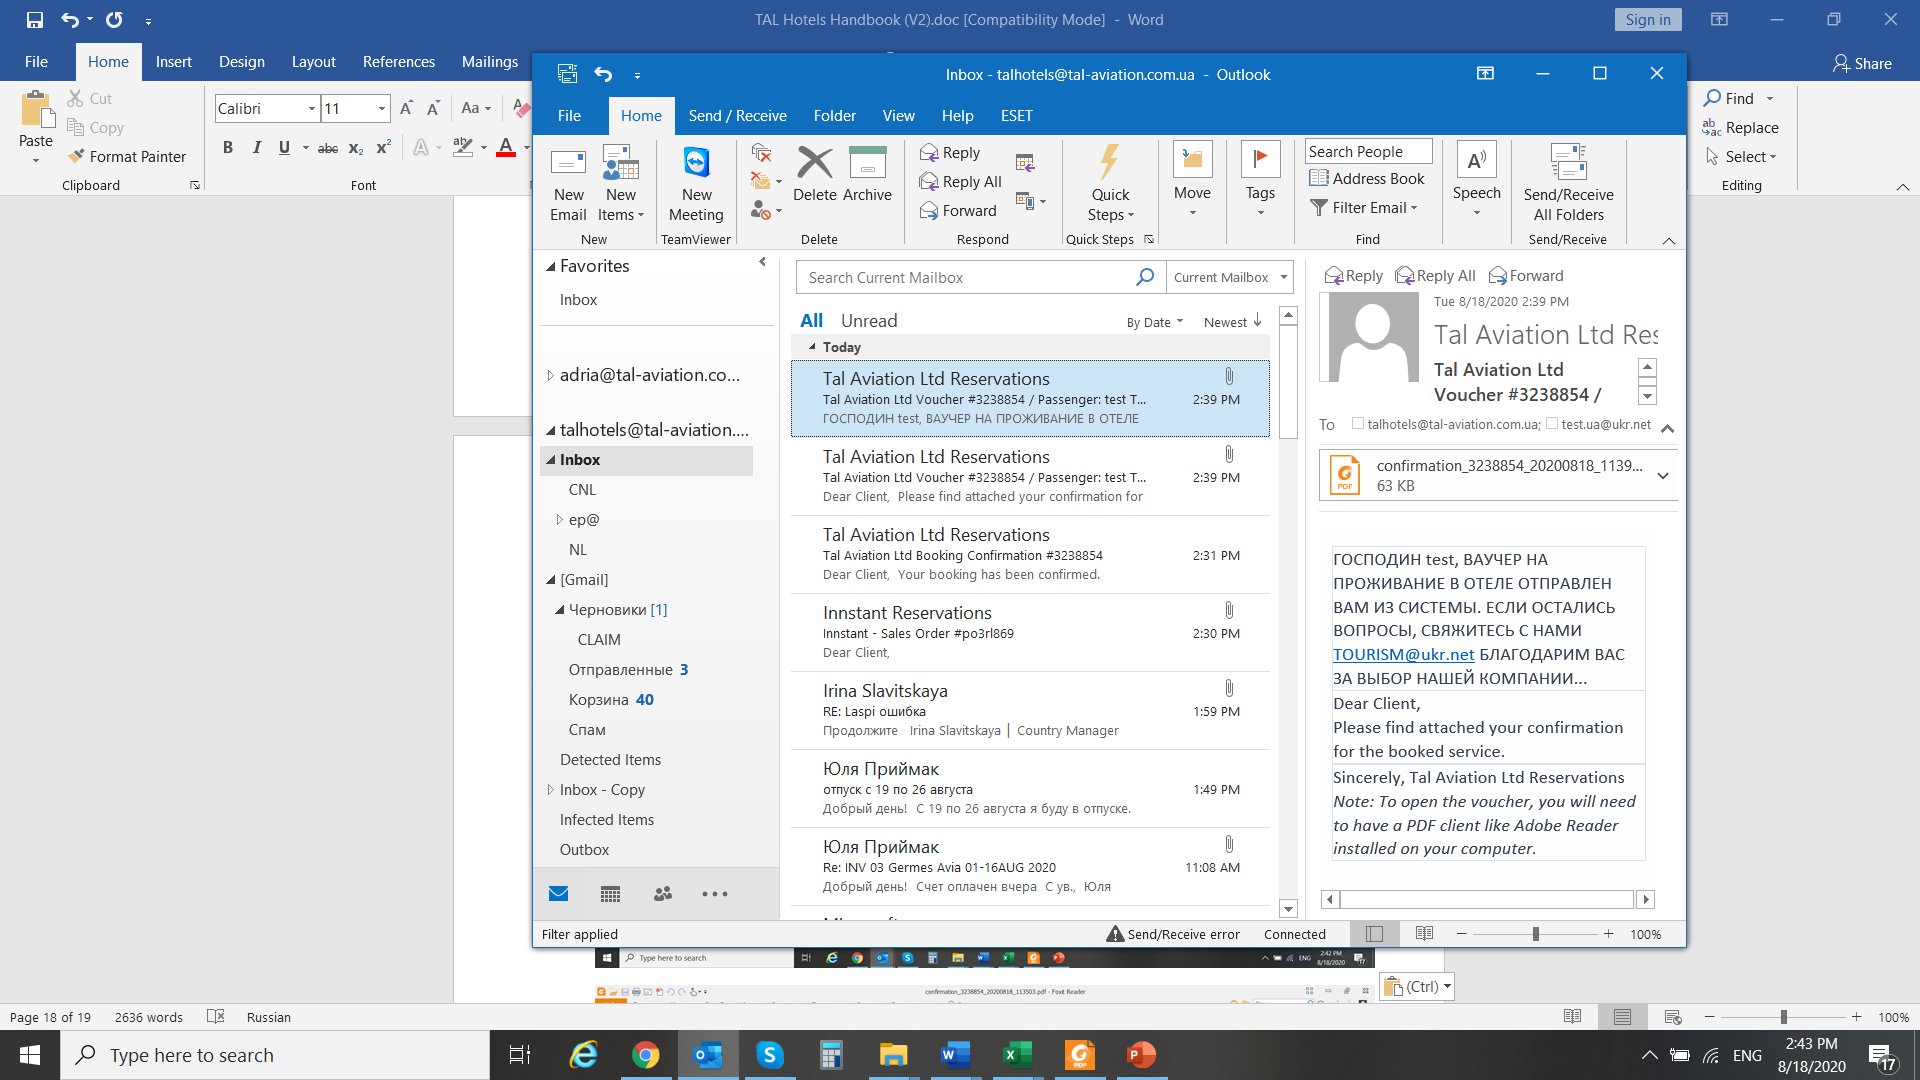 TAL Hotels Handbook (V2).doc [Compatibility Mode] - Word
Sign in
File Home Insert Design Layout References Mailings
Share
Paste
Cut
Copy
Format Painter
Clipboard
Calibri 11
Font
Find
Replace
Select
Editing
Inbox - talhotels@tal-aviation.com.ua - Outlook
File Home Send / Receive Folder View Help ESET
New Email
New Items
New
New Meeting
TeamViewer
Delete
Archive
Delete
Reply
Reply All
Forward
Respond
Quick Steps
Quick Steps
Move
Tags
Search People
Address Book
Filter Email
Find
Speech
Send/Receive All Folders
Send/Receive
Favorites
Inbox
adria@tal-aviation.co...
talhotels@tal-aviation....
Inbox
CNL
ep@
NL
[Gmail]
Черновики [1]
CLAIM
Отправленные 3
Корзина 40
Спам
Detected Items
Inbox - Copy
Infected Items
Outbox
Search Current Mailbox
Current Mailbox
All Unread
By Date Newest
Today
Tal Aviation Ltd Reservations
Tal Aviation Ltd Voucher #3238854 / Passenger: test T... 2:39 PM
ГОСПОДИН test, ВАУЧЕР НА ПРОЖИВАНИЕ В ОТЕЛЕ
Tal Aviation Ltd Reservations
Tal Aviation Ltd Voucher #3238854 / Passenger: test T... 2:39 PM
Dear Client, Please find attached your confirmation for
Tal Aviation Ltd Reservations
Tal Aviation Ltd Booking Confirmation #3238854 2:31 PM
Dear Client, Your booking has been confirmed.
Innstant Reservations
Innstant - Sales Order #po3rl869 2:30 PM
Dear Client,
Irina Slavitskaya
RE: Laspi ошибка 1:59 PM
Продолжите Irina Slavitskaya | Country Manager
Юля Приймак
отпуск с 19 по 26 августа 1:49 PM
Добрый день! С 19 по 26 августа я буду в отпуске.
Юля Приймак
Re: INV 03 Germes Avia 01-16AUG 2020 11:08 AM
Добрый день! Счет оплачен вчера С ув., Юля
Reply Reply All Forward
Tue 8/18/2020 2:39 PM
Tal Aviation Ltd Res
Tal Aviation Ltd
Voucher #3238854 /
To talhotels@tal-aviation.com.ua; test.ua@ukr.net
confirmation_3238854_20200818_1139...
63 KB
PDF
ГОСПОДИН test, ВАУЧЕР НА
ПРОЖИВАНИЕ В ОТЕЛЕ ОТПРАВЛЕН
ВАМ ИЗ СИСТЕМЫ. ЕСЛИ ОСТАЛИСЬ
ВОПРОСЫ, СВЯЖИТЕСЬ С НАМИ
TOURISM@ukr.net БЛАГОДАРИМ ВАС
ЗА ВЫБОР НАШЕЙ КОМПАНИИ...
Dear Client,
Please find attached your confirmation
for the booked service.
Sincerely, Tal Aviation Ltd Reservations
Note: To open the voucher, you will need
to have a PDF client like Adobe Reader
installed on your computer.
Filter applied
Send/Receive error
Connected
100%
Type here to search
ENG
2:42 PM
8/18/2020
confirmation_3238854_20200818_113503.pdf - Foxit Reader
(Ctrl)
Page 18 of 19 2636 words Russian
100%
Type here to search
ENG
2:43 PM
8/18/2020
17